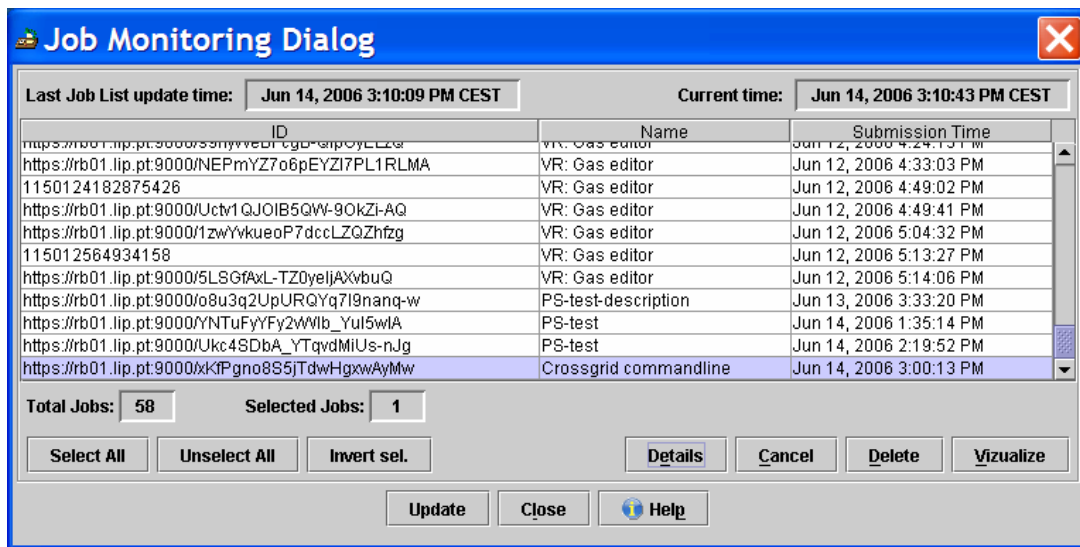 Job Monitoring Dialog
Last Job List update time: Jun 14, 2006 3:10:09 PM CEST Current time: Jun 14, 2006 3:10:43 PM CEST
ID Name Submission Time
VR: Gas editor
https://rb01.lip.pt:9000/NEPmYZ7o6pEYZl7PL1RLMA VR: Gas editor Jun 12, 2006 4:33:03 PM
1150124182875426 VR: Gas editor Jun 12, 2006 4:49:02 PM
https://rb01.lip.pt:9000/Uctv1QJOIB5QW-9OkZi-AQ VR: Gas editor Jun 12, 2006 4:49:41 PM
https://rb01.lip.pt:9000/1zwYvkueoP7dccLZQZhfzg VR: Gas editor Jun 12, 2006 5:04:32 PM
115012564934158 VR: Gas editor Jun 12, 2006 5:13:27 PM
https://rb01.lip.pt:9000/5LSGfAxL-TZ0yeljAXvbuQ VR: Gas editor Jun 12, 2006 5:14:06 PM
https://rb01.lip.pt:9000/o8u3q2UpURQYq7l9nanq-w PS-test-description Jun 13, 2006 3:33:20 PM
https://rb01.lip.pt:9000/YNTuFyYFy2WWlb_Yul5wlA PS-test Jun 14, 2006 1:35:14 PM
https://rb01.lip.pt:9000/Ukc4SDbA_YTqvdMiUs-nJg PS-test Jun 14, 2006 2:19:52 PM
https://rb01.lip.pt:9000/xKfPgno8S5jTdwHgxwAyMw Crossgrid commandline Jun 14, 2006 3:00:13 PM
Total Jobs: 58 Selected Jobs: 1
Select All Unselect All Invert sel. Details Cancel Delete Vizualize
Update Close Help